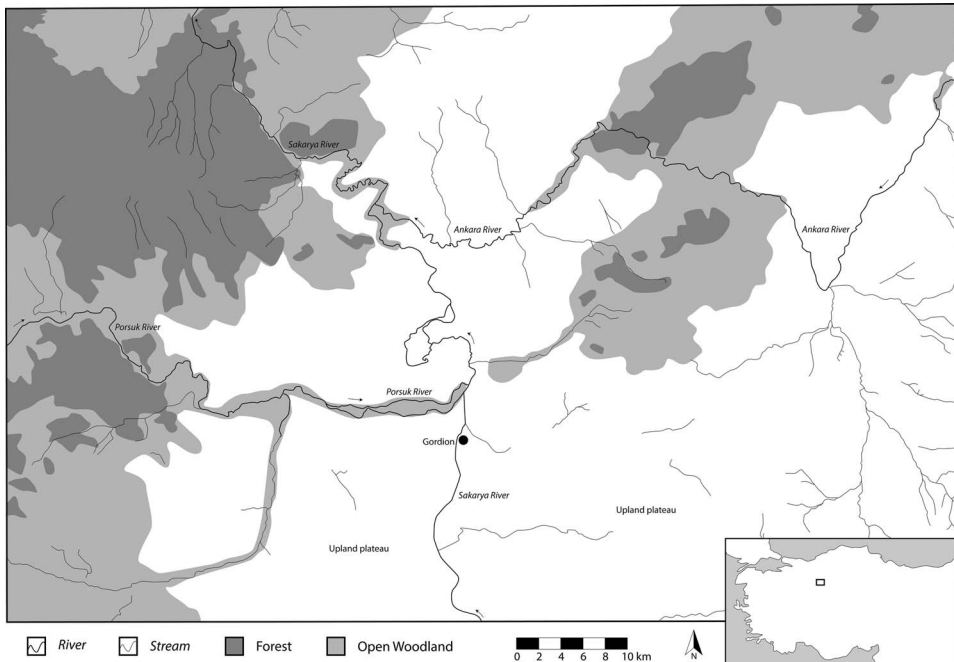 Sakarya River
Ankara River
Ankara River
Porsuk River
Porsuk River
Gordion
Sakarya River
Upland plateau
Upland plateau
River
Stream
Forest
Open Woodland
0 2 4 6 8 10 km
N